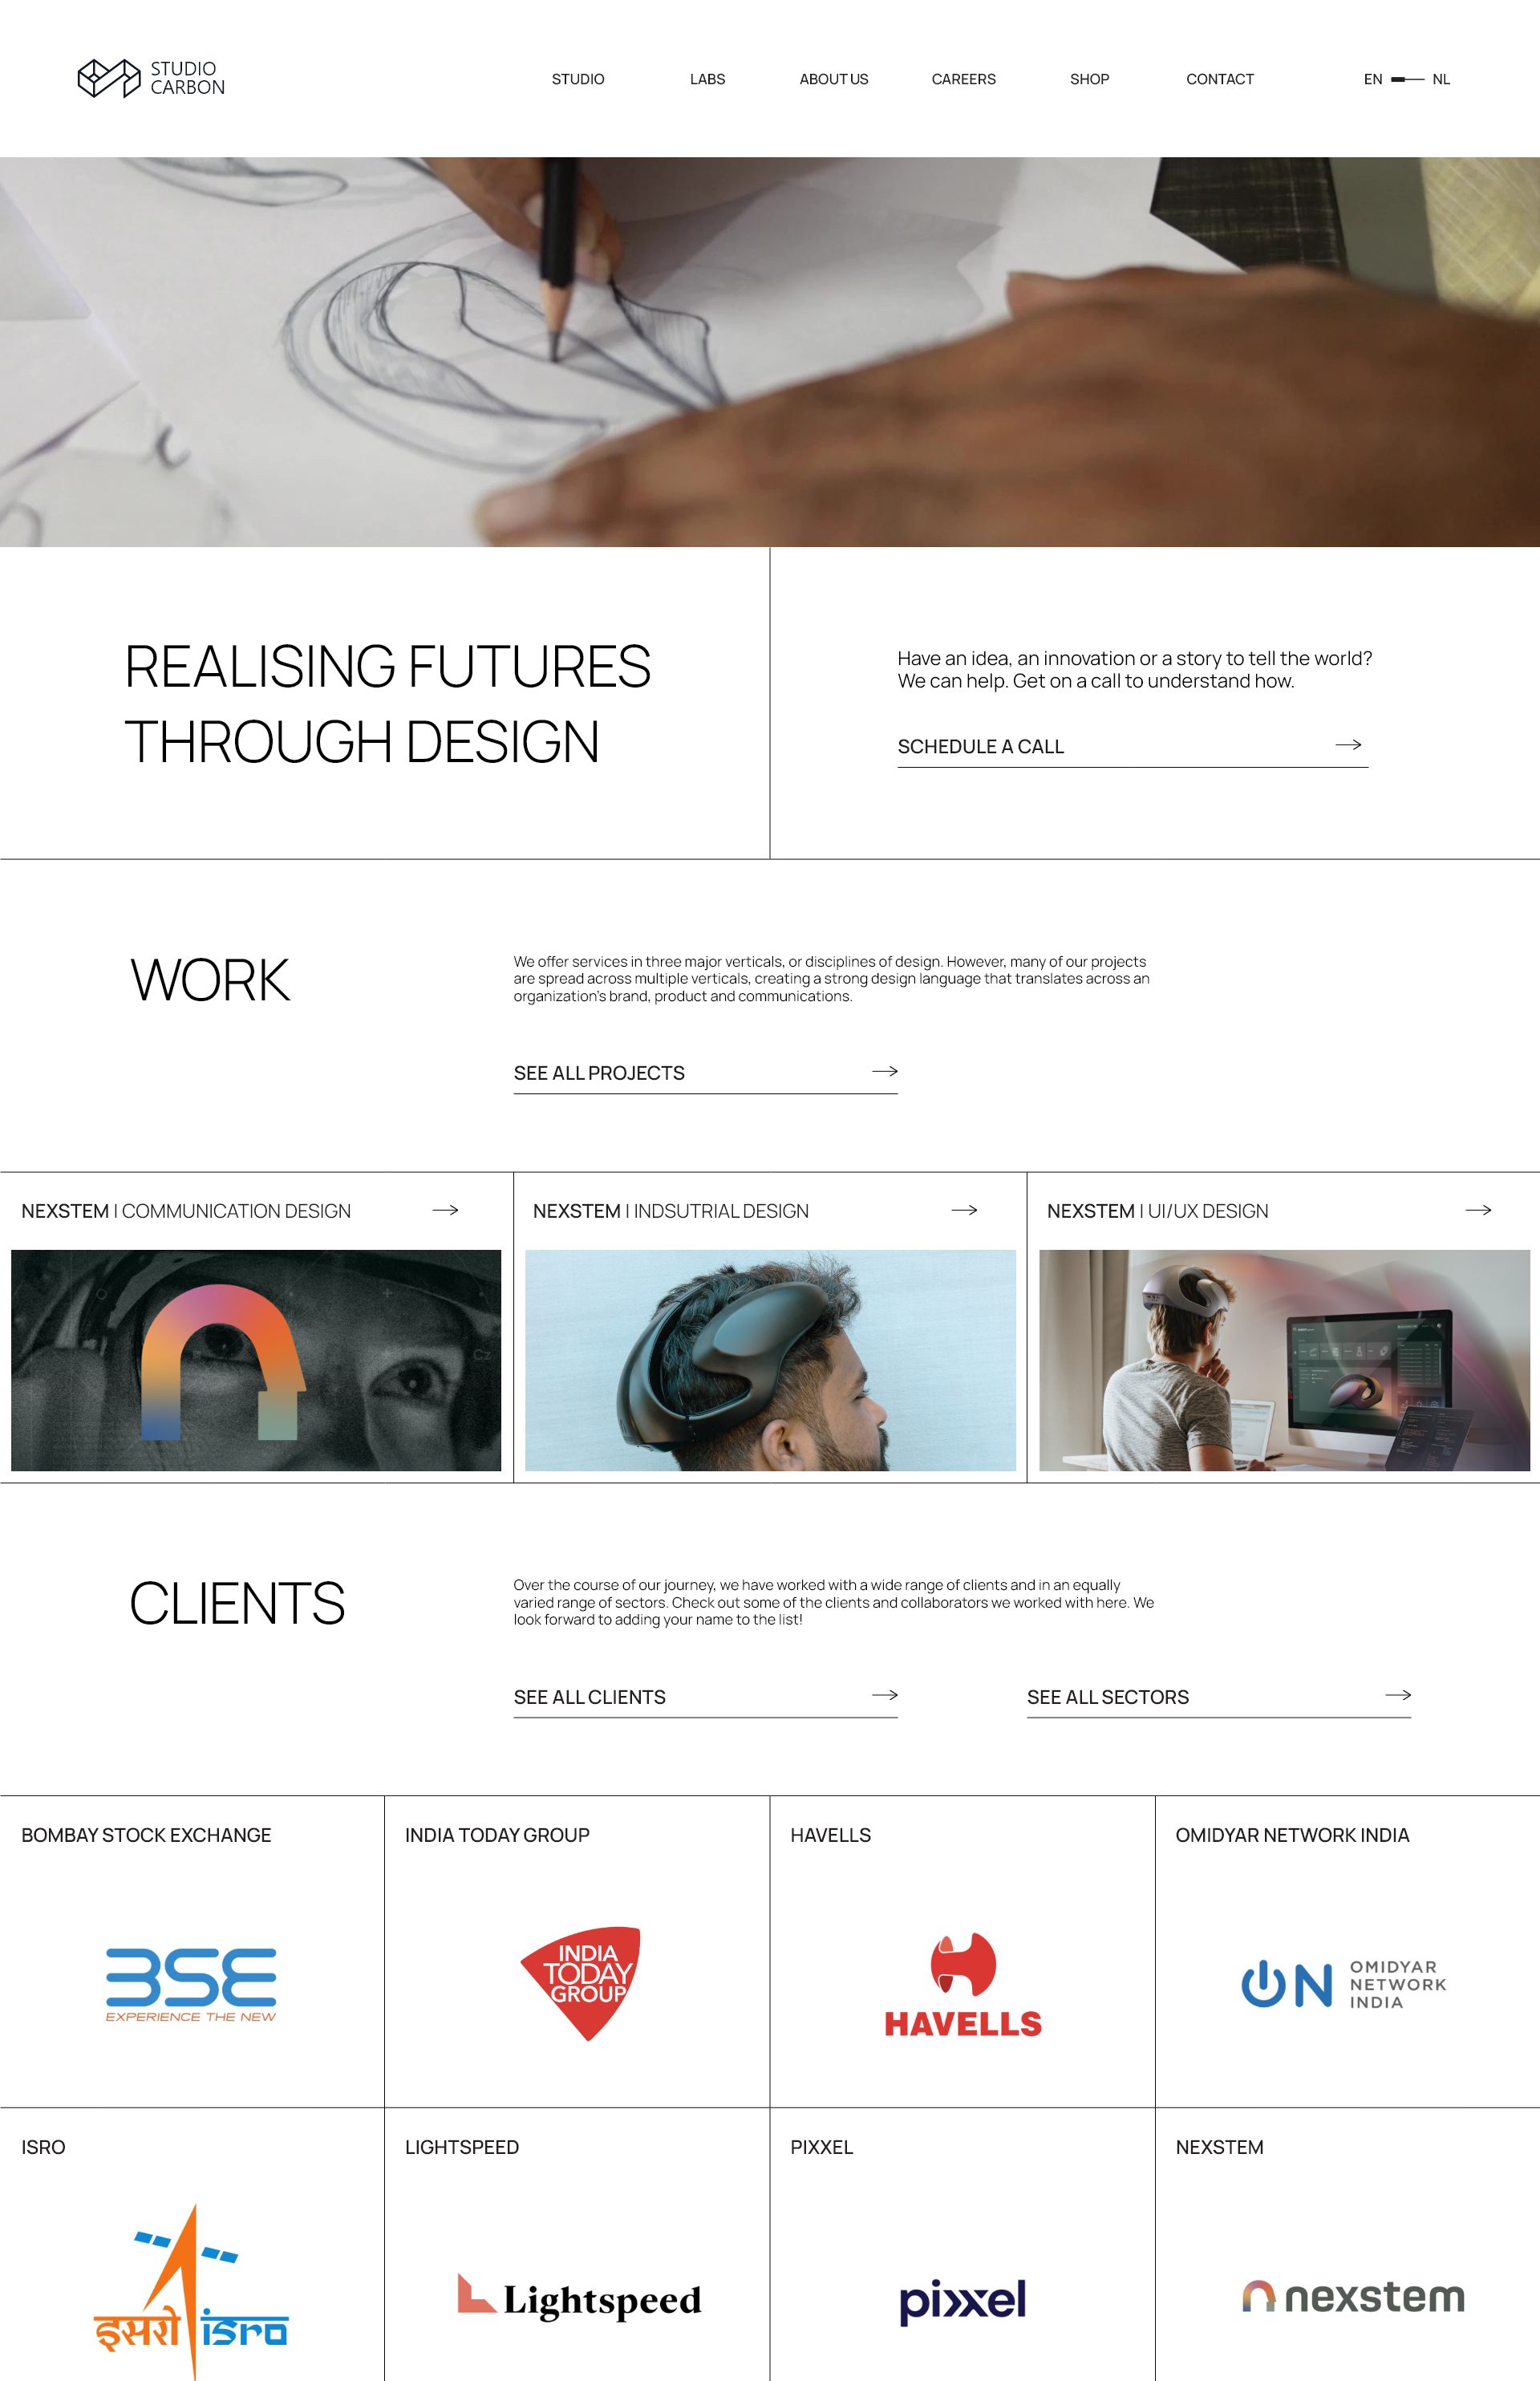 STUDIO
CARBON
STUDIO LABS ABOUT US CAREERS SHOP CONTACT EN NL
REALISING FUTURES
THROUGH DESIGN
Have an idea, an innovation or a story to tell the world?
We can help. Get on a call to understand how.
SCHEDULE A CALL
WORK
We offer services in three major verticals, or disciplines of design. However, many of our projects
are spread across multiple verticals, creating a strong design language that translates across an
organization's brand, product and communications.
SEE ALL PROJECTS
NEXSTEM | COMMUNICATION DESIGN
NEXSTEM | INDSUTRIAL DESIGN
NEXSTEM | UI/UX DESIGN
Cz
CLIENTS
Over the course of our journey, we have worked with a wide range of clients and in an equally
varied range of sectors. Check out some of the clients and collaborators we worked with here. We
look forward to adding your name to the list!
SEE ALL CLIENTS
SEE ALL SECTORS
BOMBAY STOCK EXCHANGE
INDIA TODAY GROUP
HAVELLS
OMIDYAR NETWORK INDIA
BSE
EXPERIENCE THE NEW
INDIA
TODAY
GROUP
HAVELLS
ON
OMIDYAR
NETWORK
INDIA
ISRO
LIGHTSPEED
PIXXEL
NEXSTEM
इसरो isro
Lightspeed
pixxel
nexstem